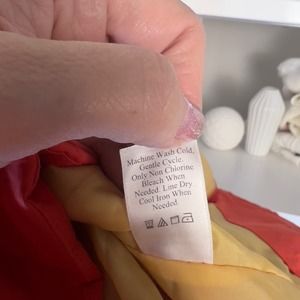 Machine Wash Cold,
Gentle Cycle.
Only Non Chlorine
Bleach When
Needed. Line Dry.
Cool Iron When
Needed.